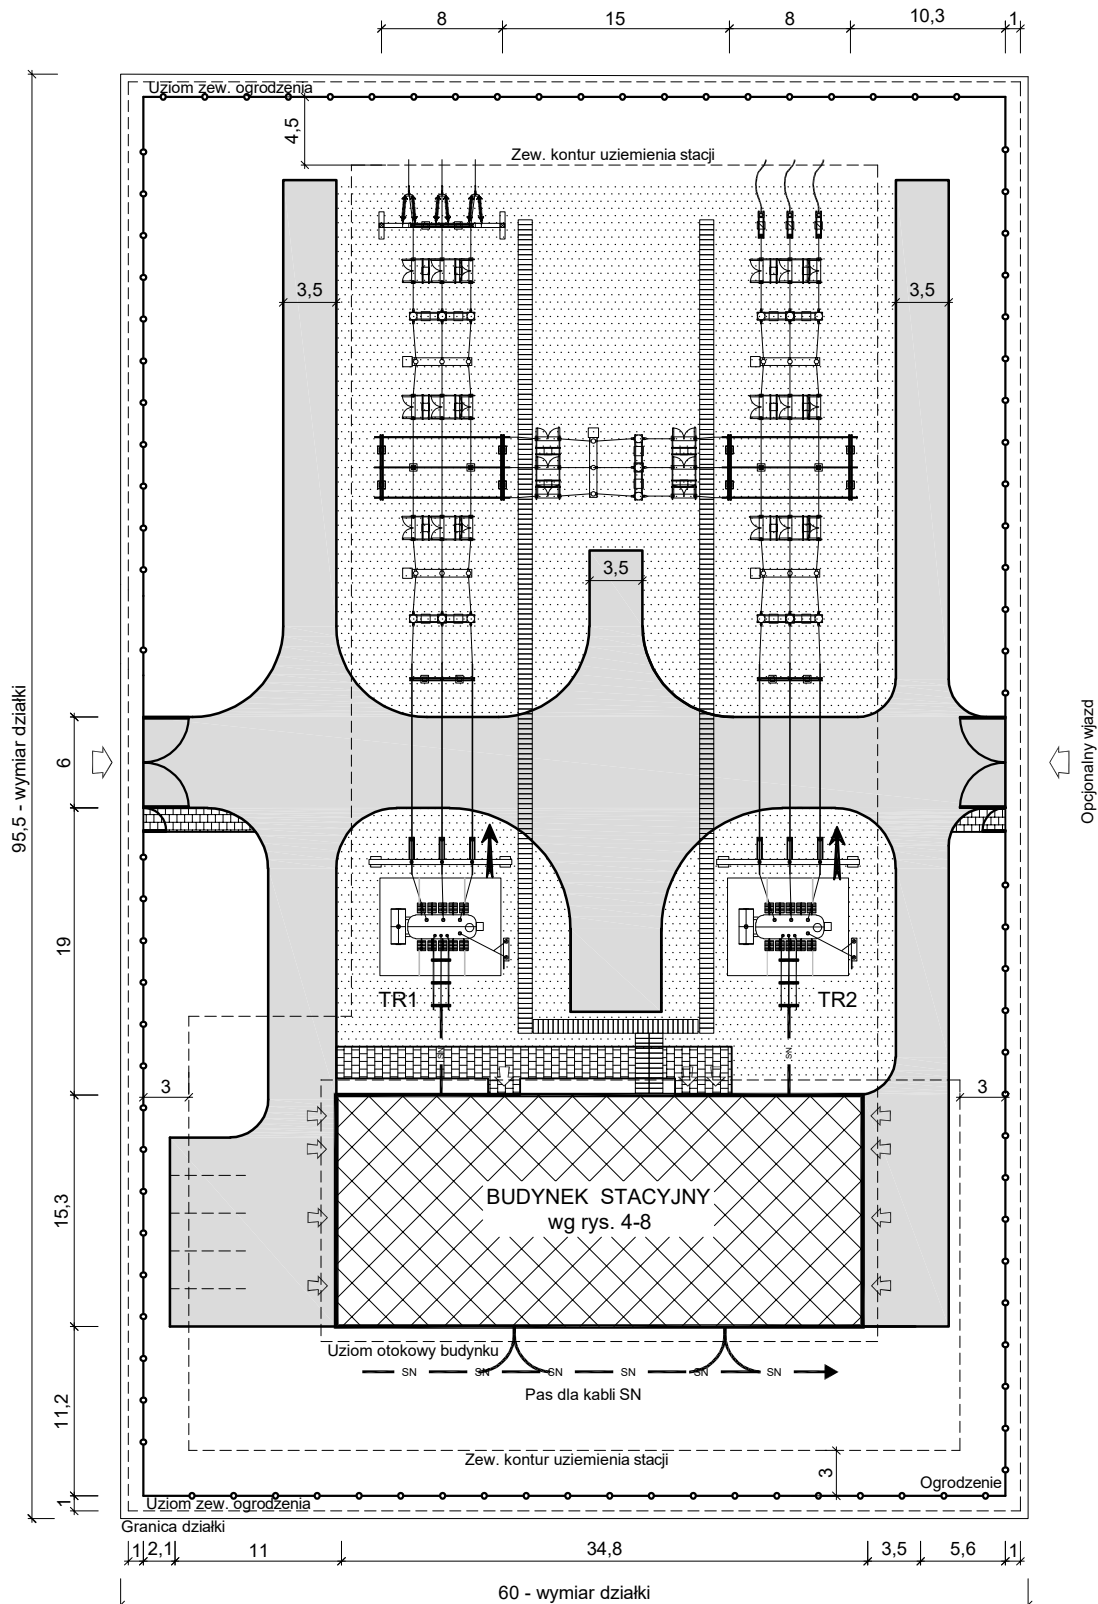 8
15
8
10,3
1
Uziom zew. ogrodzenia
4,5
Zew. kontur uziemienia stacji
3,5
3,5
3,5
95,5 - wymiar działki
6
Opcjonalny wjazd
19
TR1
TR2
SN
SN
3
3
15,3
BUDYNEK STACYJNY
wg rys. 4-8
Uziom otokowy budynku
SN
SN
SN
SN
SN
SN
Pas dla kabli SN
11,2
Zew. kontur uziemienia stacji
3
Ogrodzenie
1
Uziom zew. ogrodzenia
Granica działki
1
2,1
11
34,8
3,5
5,6
1
60 - wymiar działki